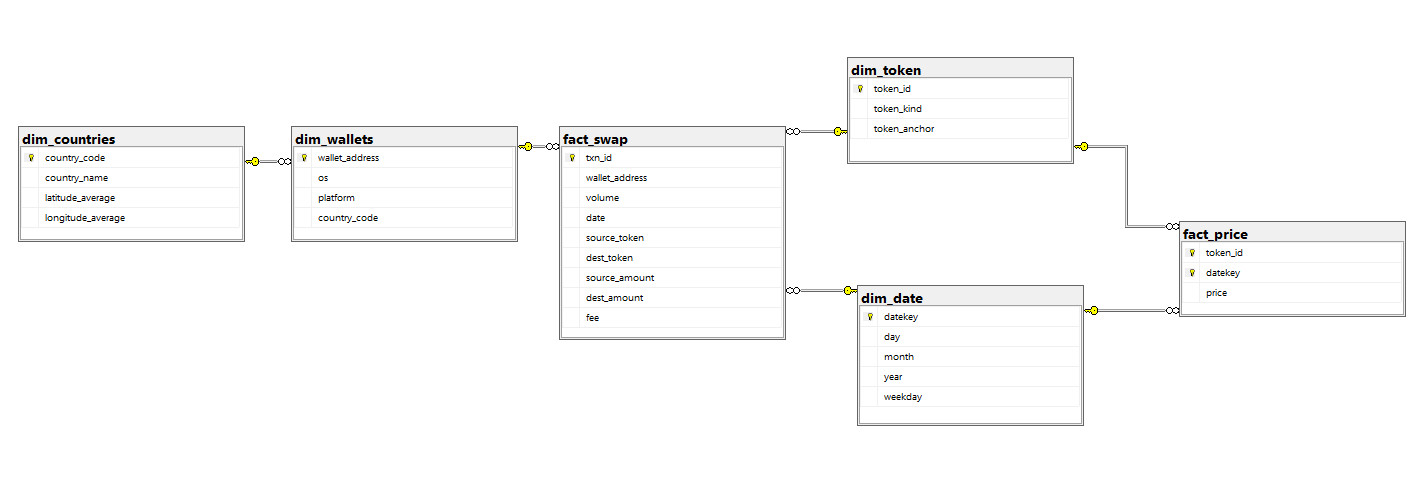 dim_countries
country_code
country_name
latitude_average
longitude_average
dim_wallets
wallet_address
os
platform
country_code
fact_swap
txn_id
wallet_address
volume
date
source_token
dest_token
source_amount
dest_amount
fee
dim_token
token_id
token_kind
token_anchor
dim_date
datekey
day
month
year
weekday
fact_price
token_id
datekey
price